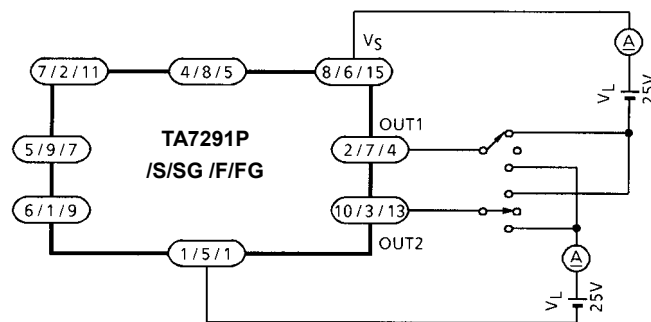 VS
A
7 / 2 / 11
4 / 8 / 5
8 / 6 / 15
VL
25V
TA7291P
/S/SG /F/FG
OUT1
5 / 9 / 7
2 / 7 / 4
6 / 1 / 9
10 / 3 / 13
OUT2
1 / 5 / 1
A
VL
25V